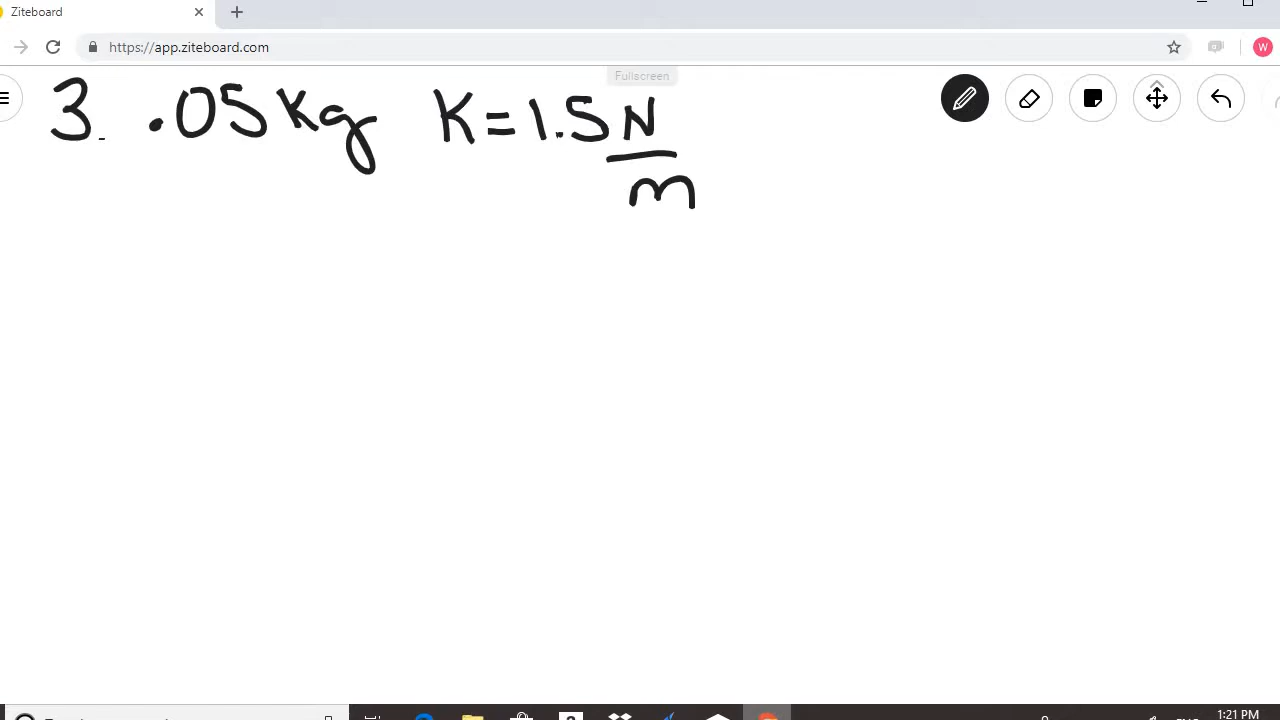 Ziteboard
https://app.ziteboard.com
W
Fullscreen
3. .05 kg K = 1.5 N
m
1:21 PM